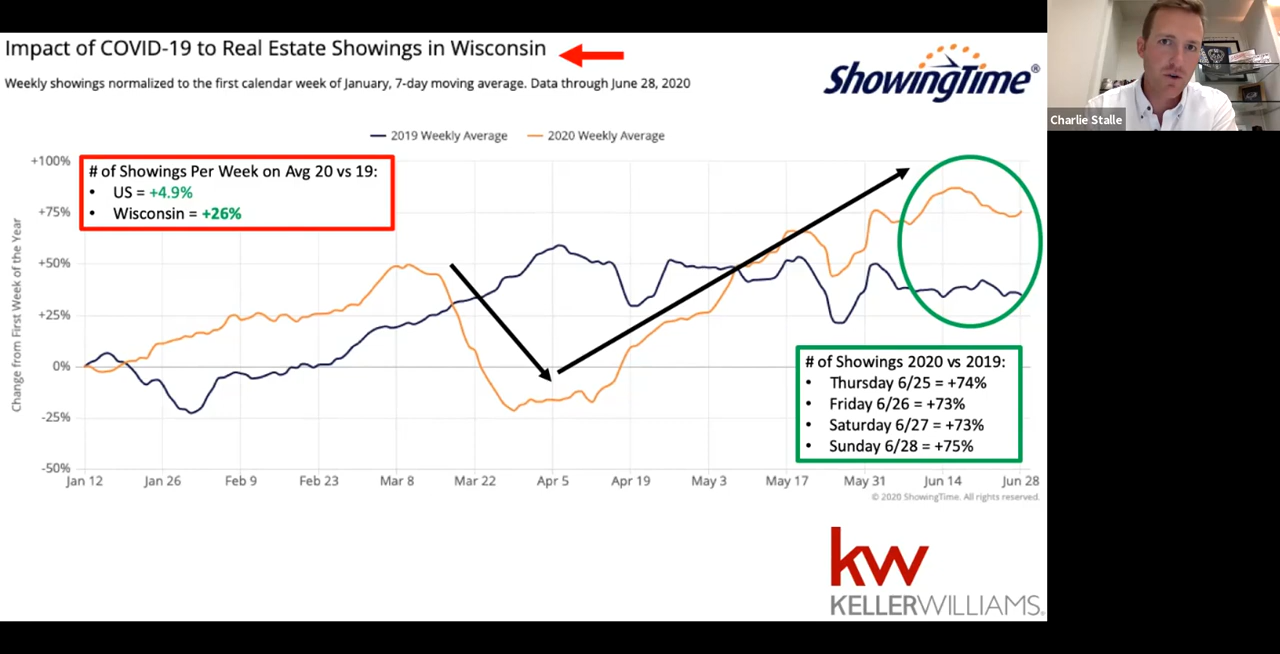 Impact of COVID-19 to Real Estate Showings in Wisconsin
Weekly showings normalized to the first calendar week of January, 7-day moving average. Data through June 28, 2020
ShowingTime®
Charlie Stalle
2019 Weekly Average
2020 Weekly Average
# of Showings Per Week on Avg 20 vs 19:
• US = +4.9%
• Wisconsin = +26%
Change from First Week of the Year
+100%
+75%
+50%
+25%
0%
-25%
-50%
# of Showings 2020 vs 2019:
• Thursday 6/25 = +74%
• Friday 6/26 = +73%
• Saturday 6/27 = +73%
• Sunday 6/28 = +75%
Jan 12 Jan 26 Feb 9 Feb 23 Mar 8 Mar 22 Apr 5 Apr 19 May 3 May 17 May 31 Jun 14 Jun 28
© 2020 ShowingTime. All rights reserved.
kw
KELLERWILLIAMS.